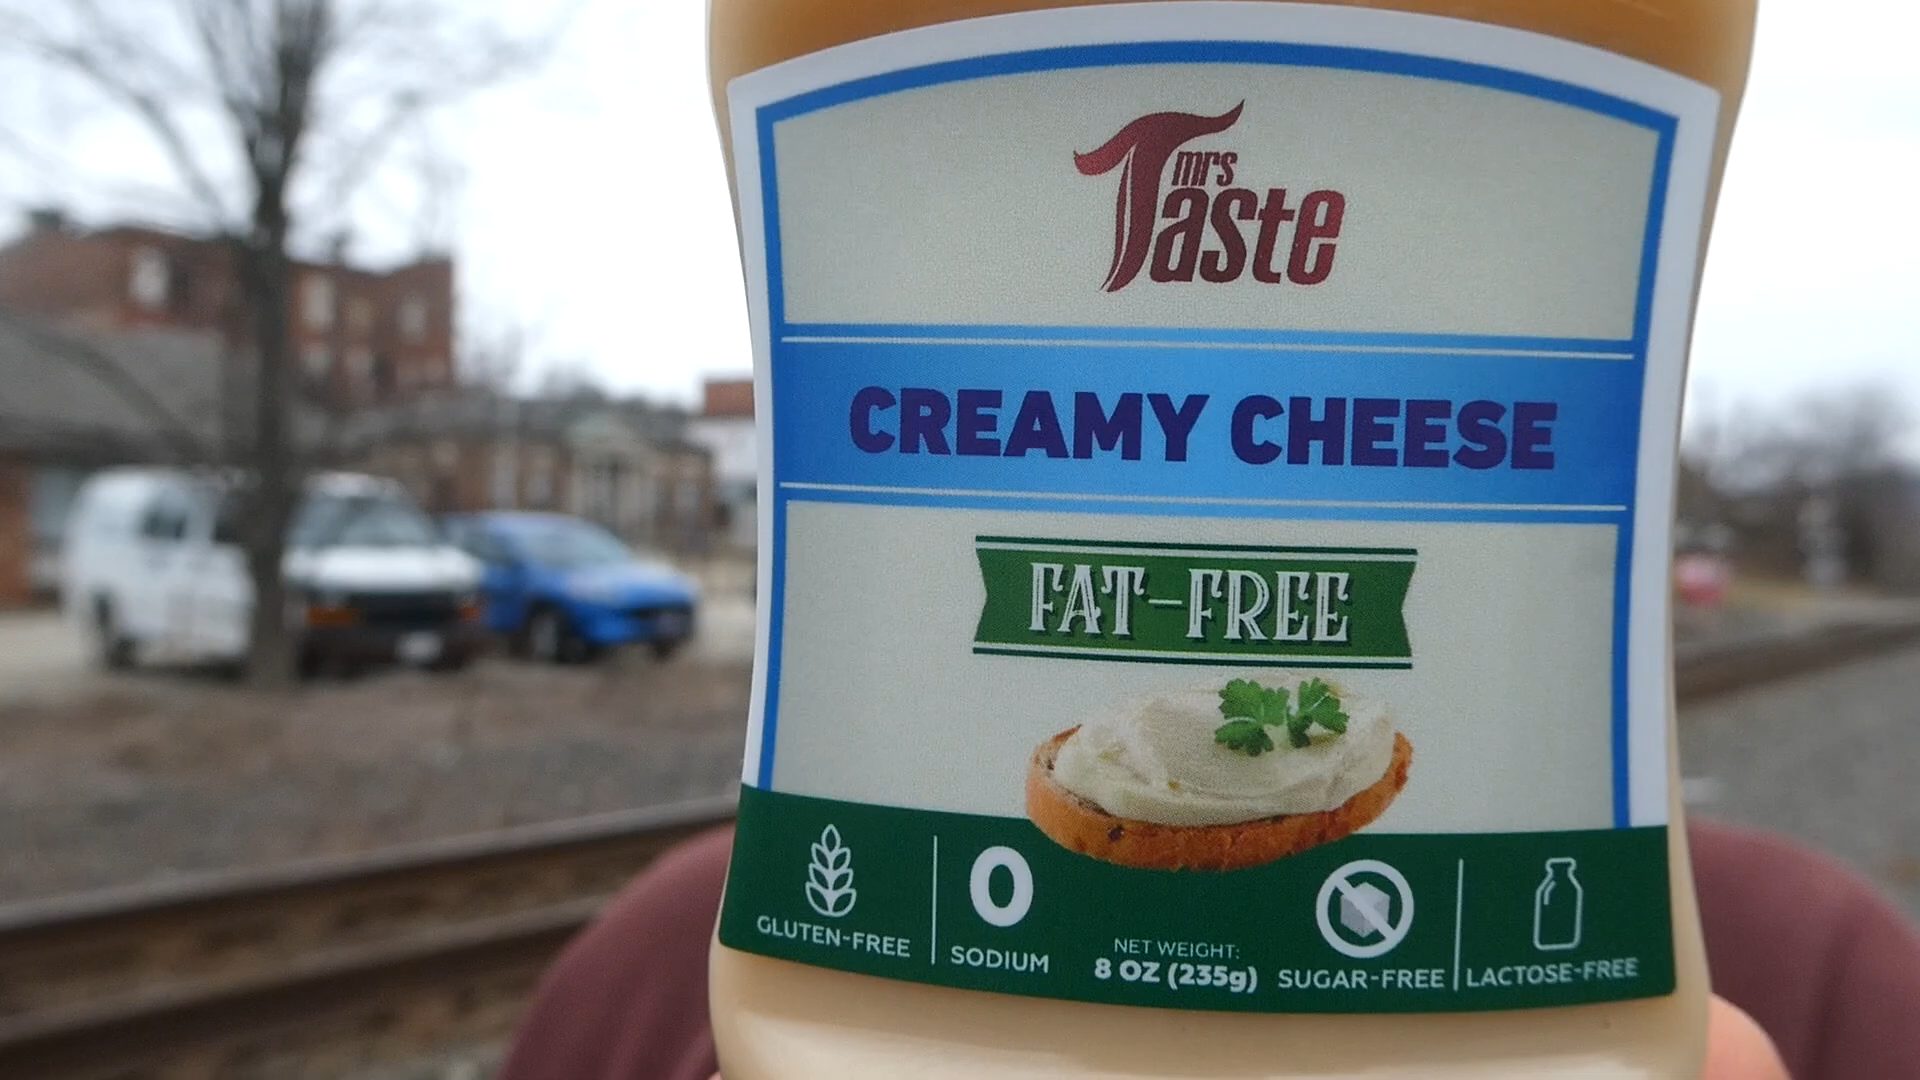 mrs
Taste
CREAMY CHEESE
FAT-FREE
GLUTEN-FREE
0
SODIUM
NET WEIGHT:
8 OZ (235g)
SUGAR-FREE
LACTOSE-FREE